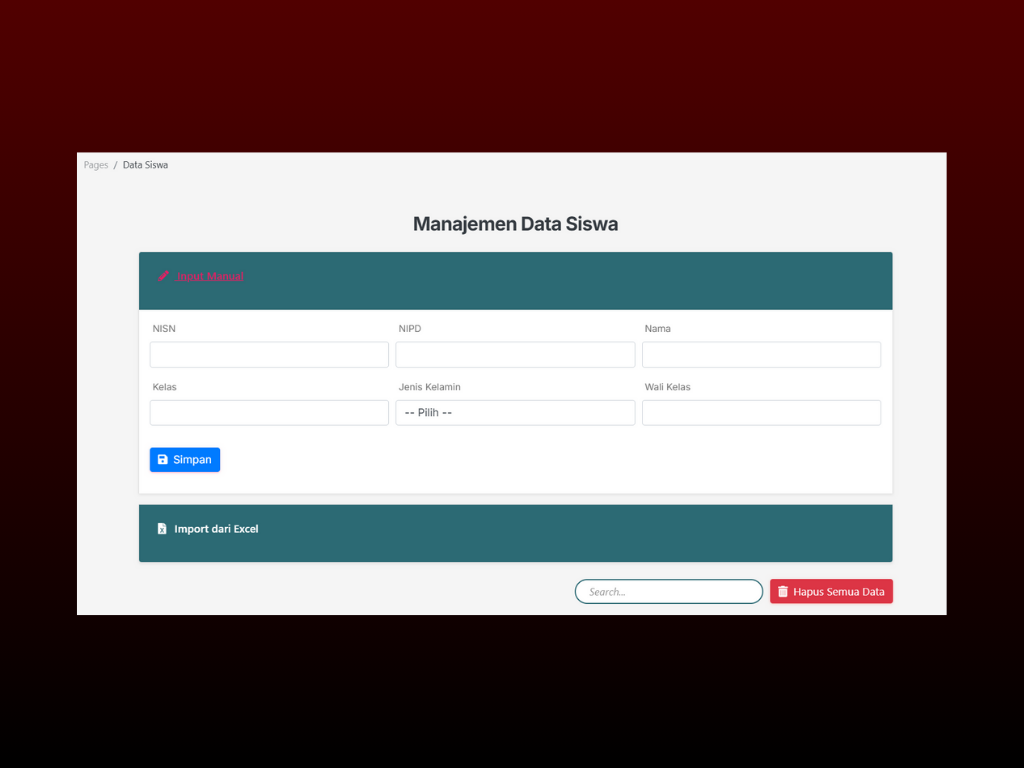 Pages / Data Siswa
Manajemen Data Siswa
Input Manual
NISN NIPD Nama
Kelas Jenis Kelamin Wali Kelas
-- Pilih --
Simpan
Import dari Excel
Search... Hapus Semua Data